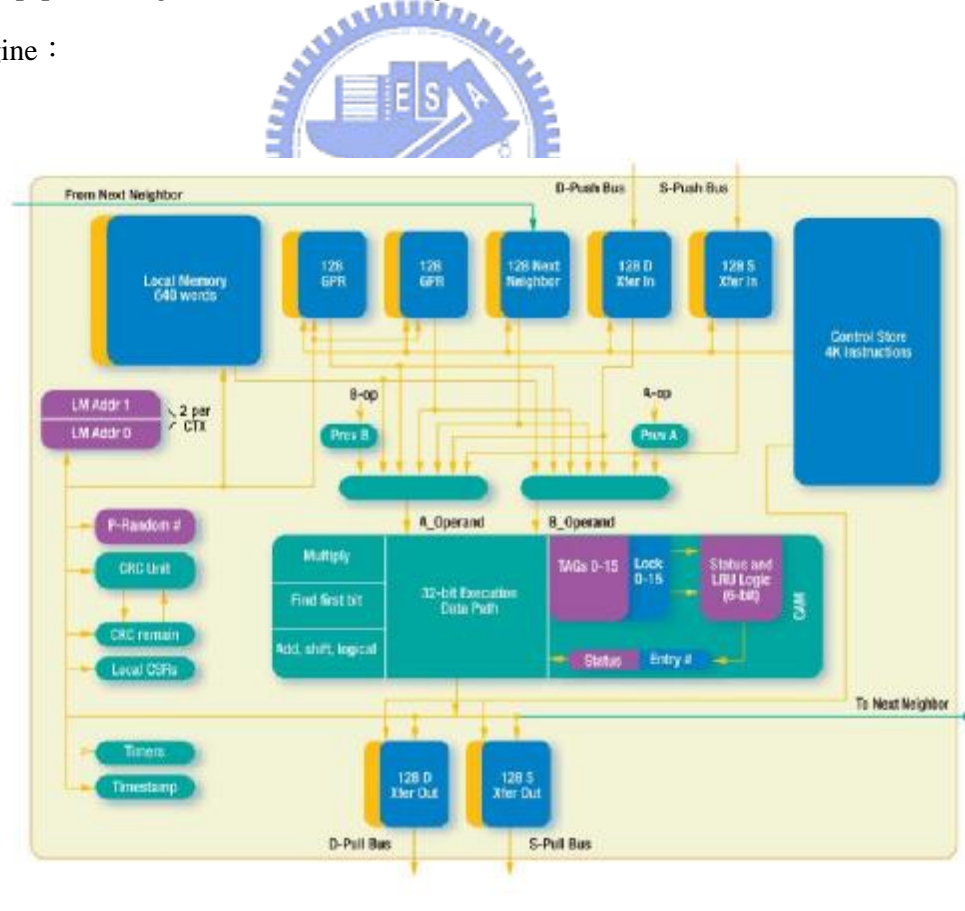 gine：
E S A
From Next Neighbor
D-Push Bus
S-Push Bus
Local Memory
640 words
128
GPR
128
GPR
128 Next
Neighbor
128 D
Xfer In
128 S
Xfer In
Control Store
4K Instructions
LM Addr 1
LM Addr 0
2 per
CTX
B-op
A-op
Prev B
Prev A
A_Operand
B_Operand
P-Random #
CRC Unit
CRC remain
Local CSRs
Timers
Timestamp
Multiply
Find first bit
Add, shift, logical
32-bit Execution
Data Path
TAGs 0-15
Lock
0-15
Status and
LRU Logic
(6-bit)
CAM
Status
Entry #
To Next Neighbor
128 D
Xfer Out
128 S
Xfer Out
D-Pull Bus
S-Pull Bus